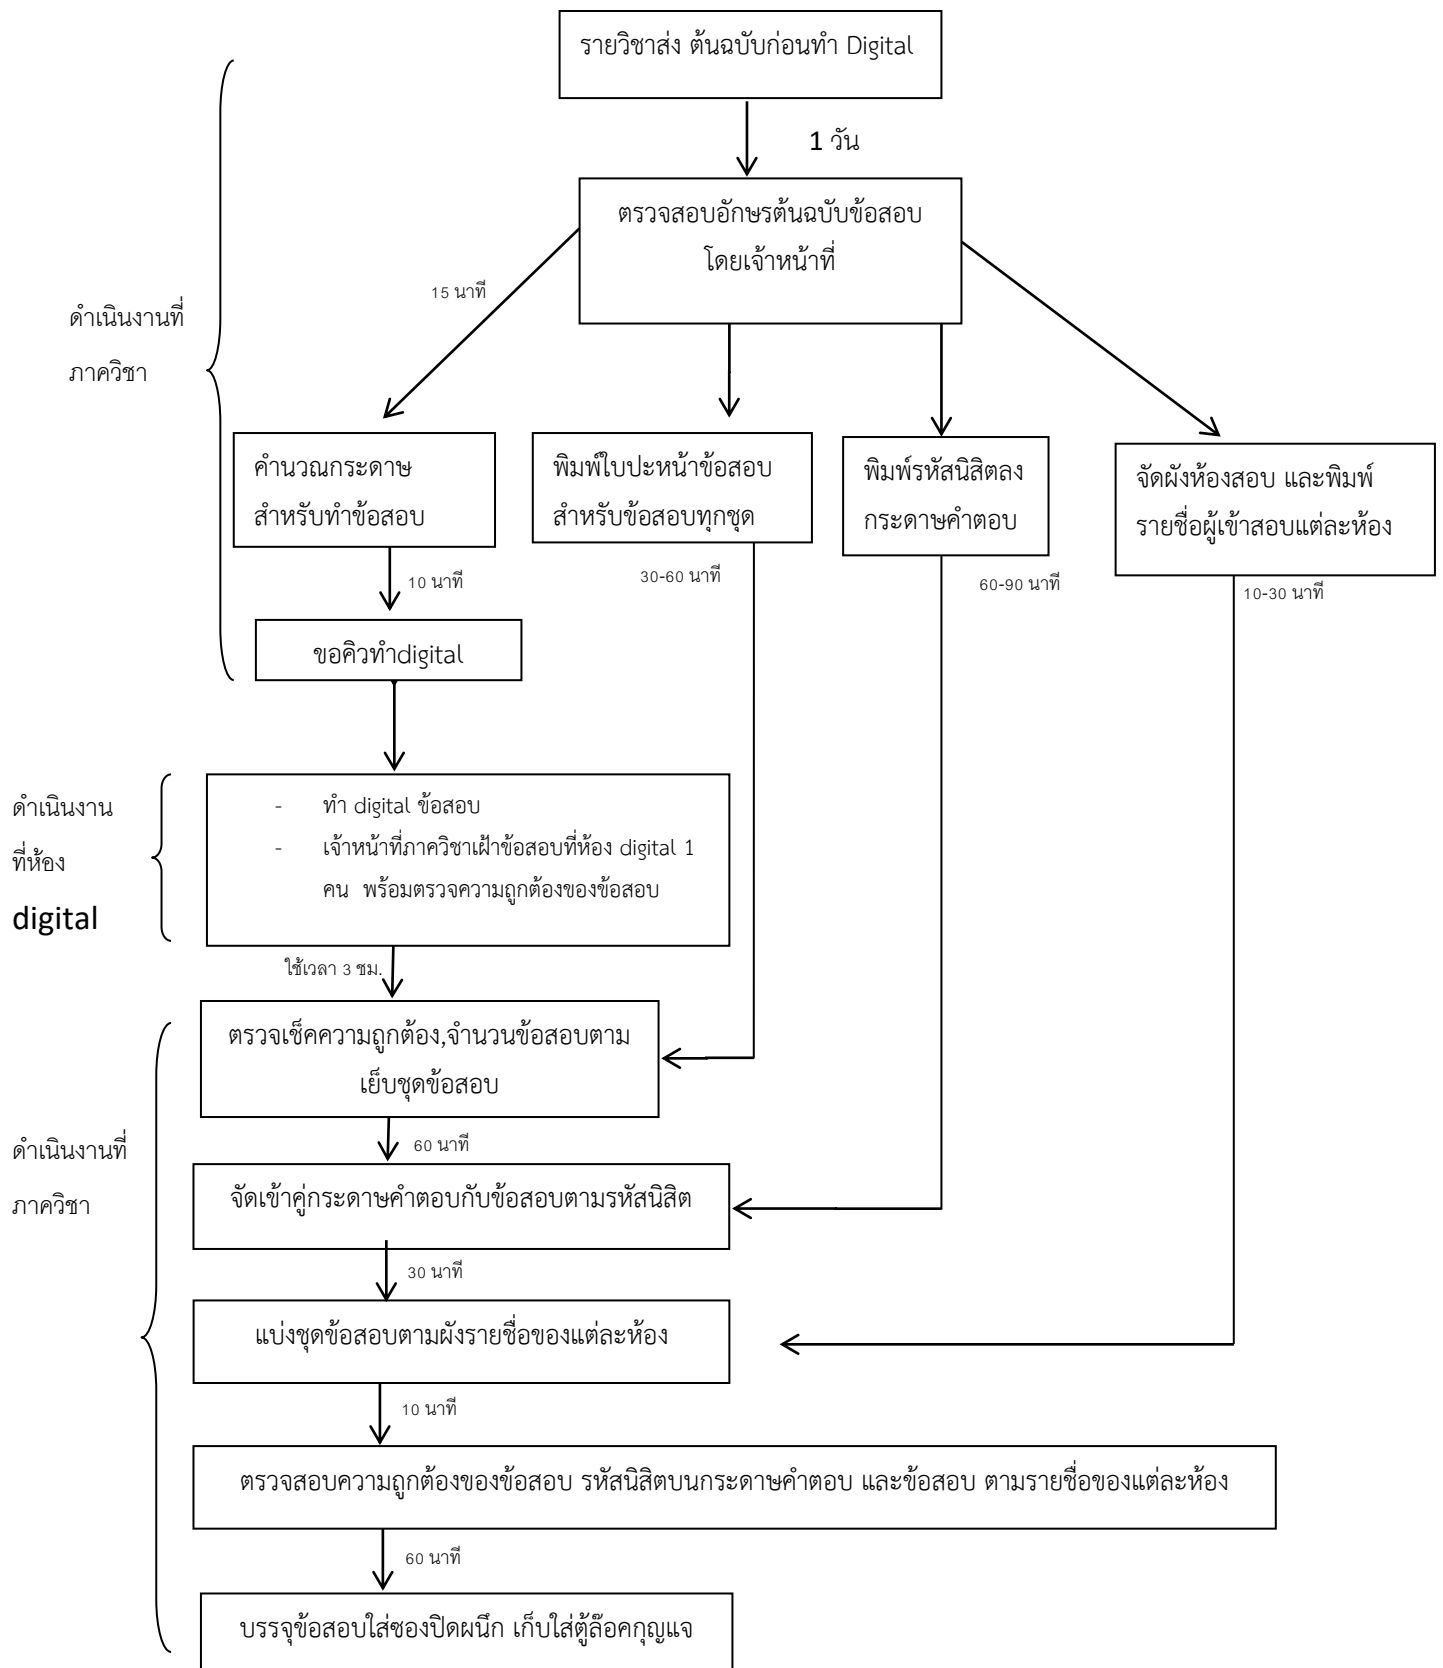 รายวิชาส่ง ต้นฉบับก่อนทำ Digital
1 วัน
ตรวจสอบอักษรต้นฉบับข้อสอบ
โดยเจ้าหน้าที่
15 นาที
ดำเนินงานที่
ภาควิชา
คำนวณกระดาษ
สำหรับทำข้อสอบ
พิมพ์ใบปะหน้าข้อสอบ
สำหรับข้อสอบทุกชุด
พิมพ์รหัสนิสิตลง
กระดาษคำตอบ
จัดผังห้องสอบ และพิมพ์
รายชื่อผู้เข้าสอบแต่ละห้อง
10 นาที
30-60 นาที
60-90 นาที
10-30 นาที
ขอคิวทำdigital
ดำเนินงาน
ที่ห้อง
digital
- ทำ digital ข้อสอบ
- เจ้าหน้าที่ภาควิชาเฝ้าข้อสอบที่ห้อง digital 1
คน พร้อมตรวจความถูกต้องของข้อสอบ
ใช้เวลา 3 ชม.
ตรวจเช็คความถูกต้อง,จำนวนข้อสอบตาม
เย็บชุดข้อสอบ
60 นาที
ดำเนินงานที่
ภาควิชา
จัดเข้าคู่กระดาษคำตอบกับข้อสอบตามรหัสนิสิต
30 นาที
แบ่งชุดข้อสอบตามผังรายชื่อของแต่ละห้อง
10 นาที
ตรวจสอบความถูกต้องของข้อสอบ รหัสนิสิตบนกระดาษคำตอบ และข้อสอบ ตามรายชื่อของแต่ละห้อง
60 นาที
บรรจุข้อสอบใส่ซองปิดผนึก เก็บใส่ตู้ล๊อคกุญแจ